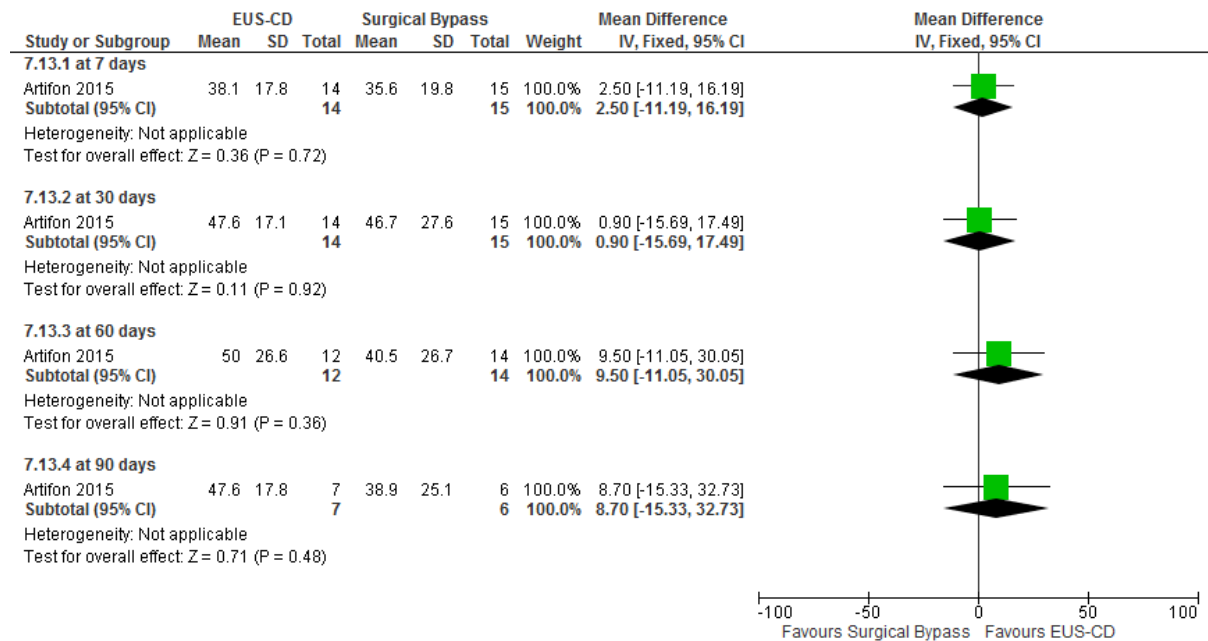 EUS-CD Surgical Bypass Mean Difference Mean Difference
Study or Subgroup Mean SD Total Mean SD Total Weight IV, Fixed, 95% CI IV, Fixed, 95% CI
7.13.1 at 7 days
Artifon 2015 38.1 17.8 14 35.6 19.8 15 100.0% 2.50 [-11.19, 16.19]
Subtotal (95% CI) 14 15 100.0% 2.50 [-11.19, 16.19]
Heterogeneity: Not applicable
Test for overall effect: Z = 0.36 (P = 0.72)
7.13.2 at 30 days
Artifon 2015 47.6 17.1 14 46.7 27.6 15 100.0% 0.90 [-15.69, 17.49]
Subtotal (95% CI) 14 15 100.0% 0.90 [-15.69, 17.49]
Heterogeneity: Not applicable
Test for overall effect: Z = 0.11 (P = 0.92)
7.13.3 at 60 days
Artifon 2015 50 26.6 12 40.5 26.7 14 100.0% 9.50 [-11.05, 30.05]
Subtotal (95% CI) 12 14 100.0% 9.50 [-11.05, 30.05]
Heterogeneity: Not applicable
Test for overall effect: Z = 0.91 (P = 0.36)
7.13.4 at 90 days
Artifon 2015 47.6 17.8 7 38.9 25.1 6 100.0% 8.70 [-15.33, 32.73]
Subtotal (95% CI) 7 6 100.0% 8.70 [-15.33, 32.73]
Heterogeneity: Not applicable
Test for overall effect: Z = 0.71 (P = 0.48)
-100 -50 0 50 100
Favours Surgical Bypass Favours EUS-CD